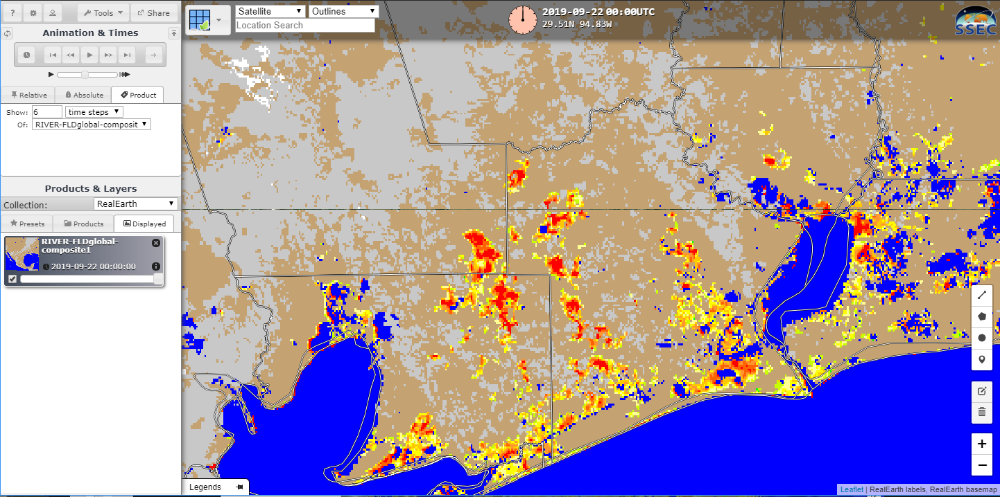 ?
Tools
Share
Animation & Times
Relative
Absolute
Product
Show: 6 time steps
Of: RIVER-FLDglobal-composit
Products & Layers
Collection: RealEarth
Presets
Products
Displayed
RIVER-FLDglobal-
composite1
2019-09-22 00:00:00
Satellite
Outlines
Location Search
2019-09-22 00:00UTC
29.51N 94.83W
SSEC
+
−
Legends
Leaflet | RealEarth labels, RealEarth basemap